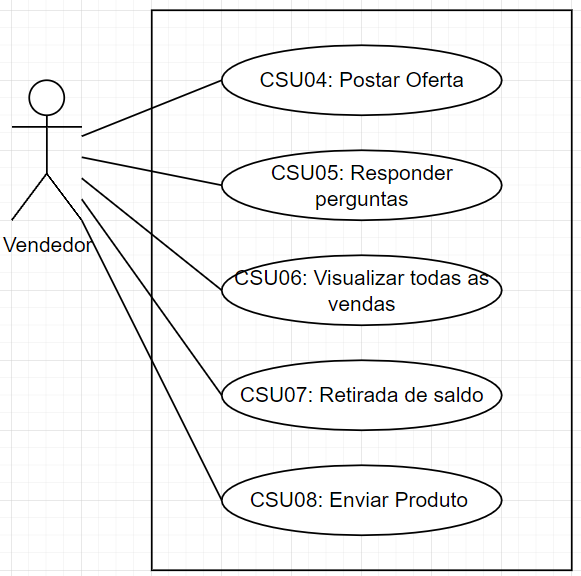 CSU04: Postar Oferta
CSU05: Responder
perguntas
Vendedor
CSU06: Visualizar todas as
vendas
CSU07: Retirada de saldo
CSU08: Enviar Produto